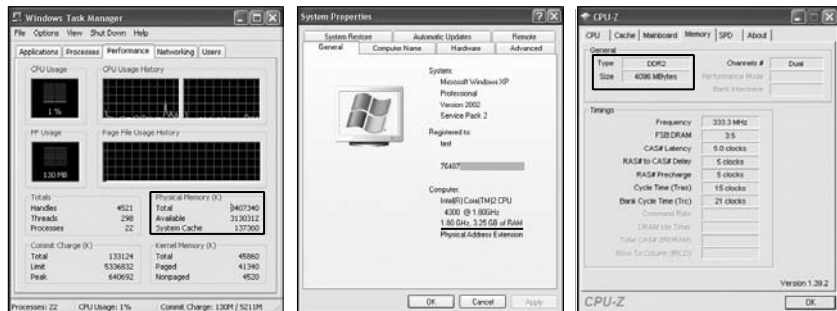 Windows Task Manager
File Options View Shut Down Help
Applications Processes Performance Networking Users
CPU Usage CPU Usage History
1 %
PF Usage Page File Usage History
130 MB
Totals
Handles 4521
Threads 298
Processes 22
Physical Memory (K)
Total 3407340
Available 3130312
System Cache 137360
Commit Charge (K)
Total 133124
Limit 5336832
Peak 640692
Kernel Memory (K)
Total 45860
Paged 41340
Nonpaged 4520
Processes: 22 CPU Usage: 1% Commit Charge: 130M / 5211M
System Properties
System Restore Automatic Updates Remote
General Computer Name Hardware Advanced
System:
Microsoft Windows XP
Professional
Version 2002
Service Pack 2
Registered to:
test
76487
Computer:
Intel(R) Core(TM)2 CPU
4300 @ 1.80GHz
1.80 GHz, 3.25 GB of RAM
Physical Address Extension
OK Cancel Apply
CPU-Z
CPU Cache Mainboard Memory SPD About
General
Type DDR2 Channels # Dual
Size 4096 MBytes Performance Mode
Bank Interleave
Timings
Frequency 333.3 MHz
FSB:DRAM 3:5
CAS# Latency 5.0 clocks
RAS# to CAS# Delay 5 clocks
RAS# Precharge 5 clocks
Cycle Time (Tras) 15 clocks
Bank Cycle Time (Trc) 21 clocks
Command Rate
DRAM Idle Timer
Total CAS# (tRDRAM)
Row To Column (tRCD)
Version 1.39.2
CPU-Z OK